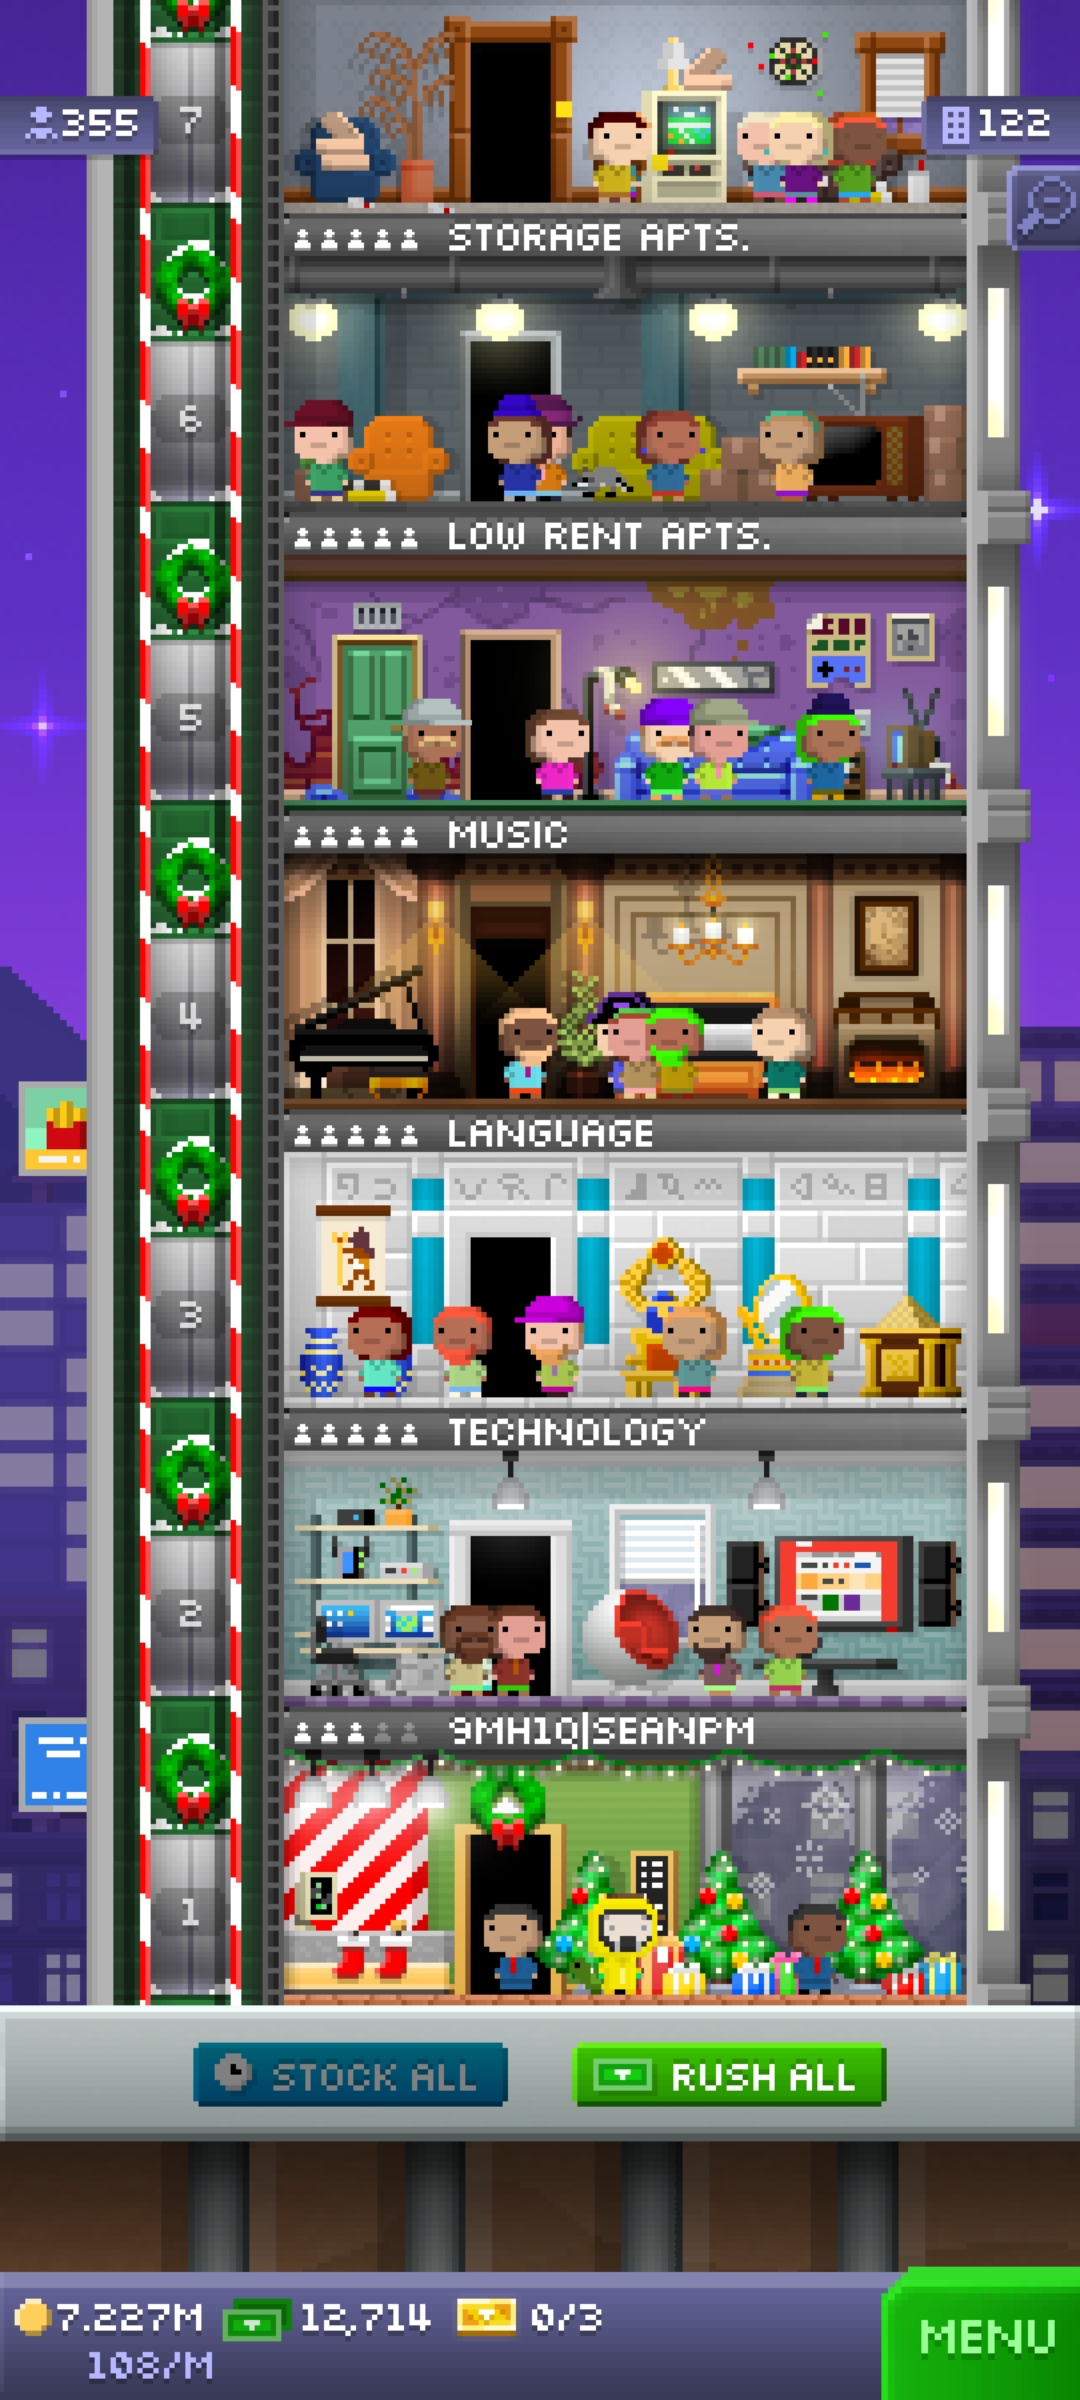 7
355
122
STORAGE APTS.
6
LOW RENT APTS.
5
MUSIC
4
LANGUAGE
3
TECHNOLOGY
2
9MH1Q|SEANPM
1
STOCK ALL
RUSH ALL
7.227M
12,714
0/3
108/M
MENU